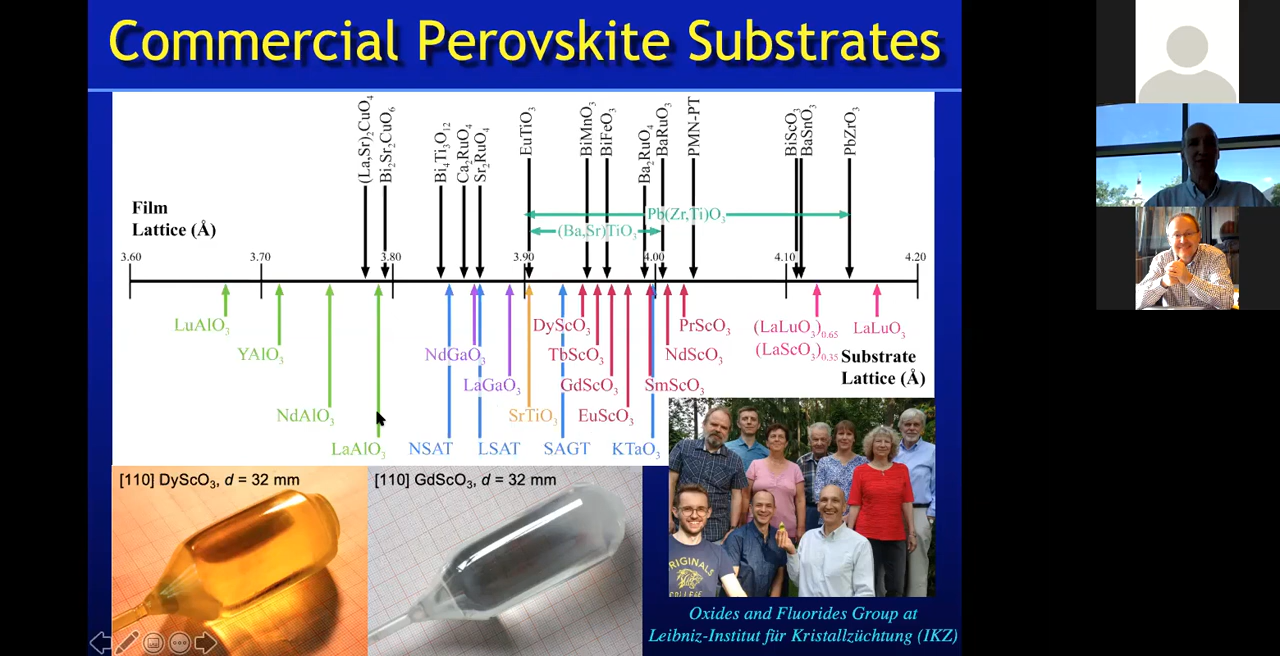 Commercial Perovskite Substrates
(La,Sr)₂CuO₄
Bi₂Sr₂CuO₆
Bi₄Ti₃O₁₂
Ca₂RuO₄
Sr₂RuO₄
EuTiO₃
BiMnO₃
BiFeO₃
Ba₂RuO₄
BaRuO₃
PMN-PT
BiScO₃
BaSnO₃
PbZrO₃
Film
Lattice (Å)
Pb(Zr,Ti)O₃
(Ba,Sr)TiO₃
3.60 3.70 3.80 3.90 4.00 4.10 4.20
LuAlO₃ DyScO₃ PrScO₃ (LaLuO₃)₀.₆₅ LaLuO₃
YAlO₃ NdGaO₃ TbScO₃ NdScO₃ (LaScO₃)₀.₃₅
Substrate
Lattice (Å)
LaGaO₃ GdScO₃ SmScO₃
NdAlO₃ SrTiO₃ EuScO₃
LaAlO₃ NSAT LSAT SAGT KTaO₃
[110] DyScO₃, d = 32 mm
[110] GdScO₃, d = 32 mm
RIGINALS
COLLEGE
Oxides and Fluorides Group at
Leibniz-Institut für Kristallzüchtung (IKZ)